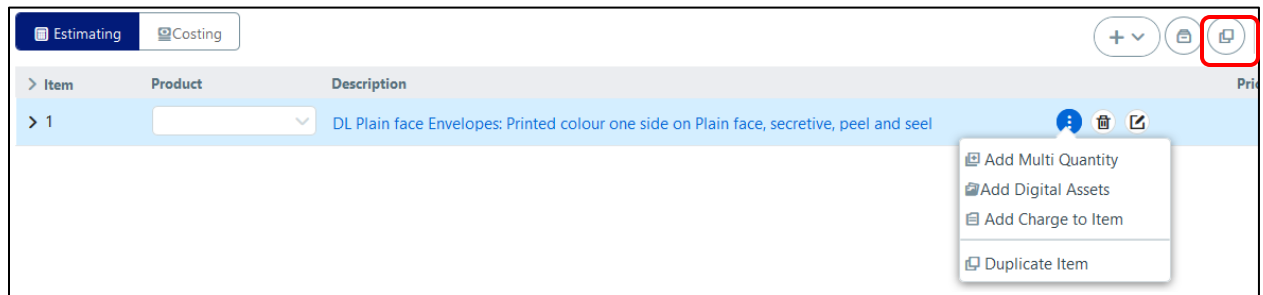 Estimating Costing
Item Product Description
1 DL Plain face Envelopes: Printed colour one side on Plain face, secretive, peel and seel
Add Multi Quantity
Add Digital Assets
Add Charge to Item
Duplicate Item